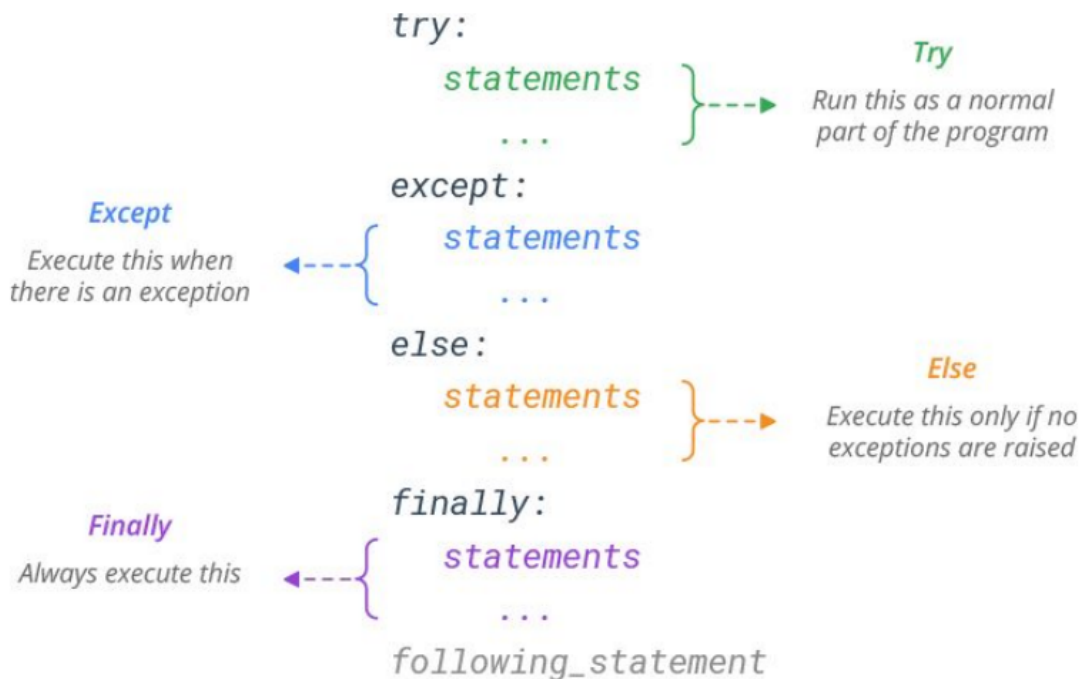 try:
statements
...
Try
Run this as a normal
part of the program
except:
statements
...
Except
Execute this when
there is an exception
else:
statements
...
Else
Execute this only if no
exceptions are raised
finally:
statements
...
Finally
Always execute this
following_statement